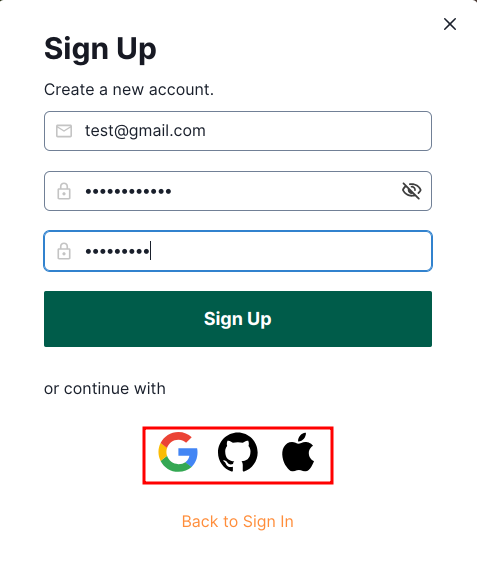 Sign Up
Create a new account.
test@gmail.com
••••••••••••
•••••••••
Sign Up
or continue with
Back to Sign In